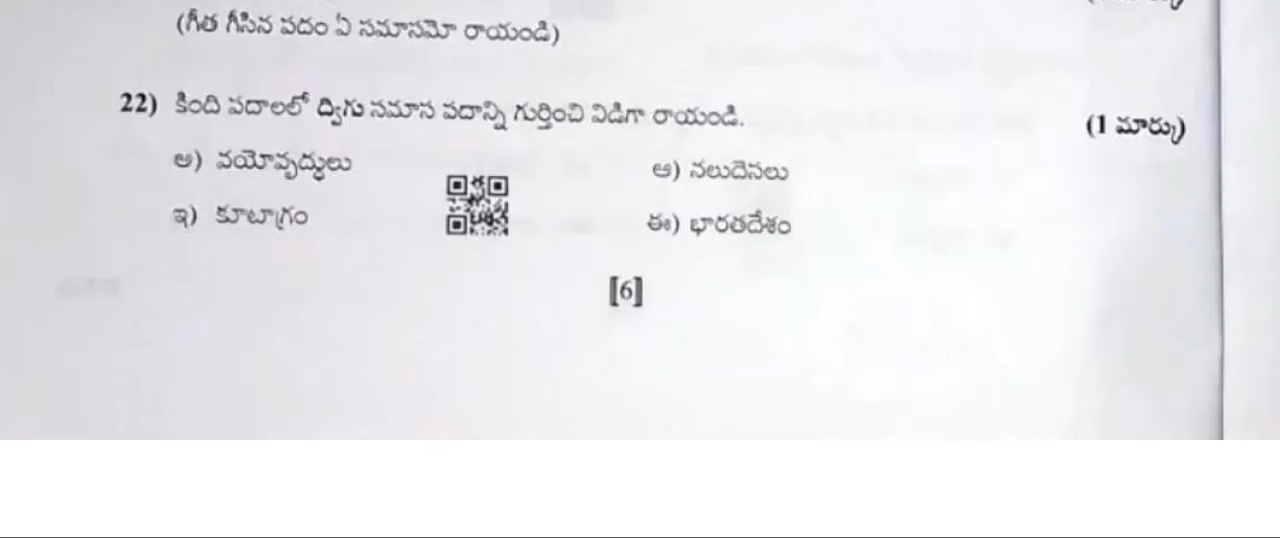 (గీత గీసిన పదం ఏ సమాసమో రాయండి)
22) కింది పదాలలో ద్విగు సమాస పదాన్ని గుర్తించి విడిగా రాయండి. (1 మార్కు)
అ) వయోవృద్ధులు ఆ) నలుదెసలు
ఇ) కూటాగ్రం ఈ) భారతదేశం
[6]